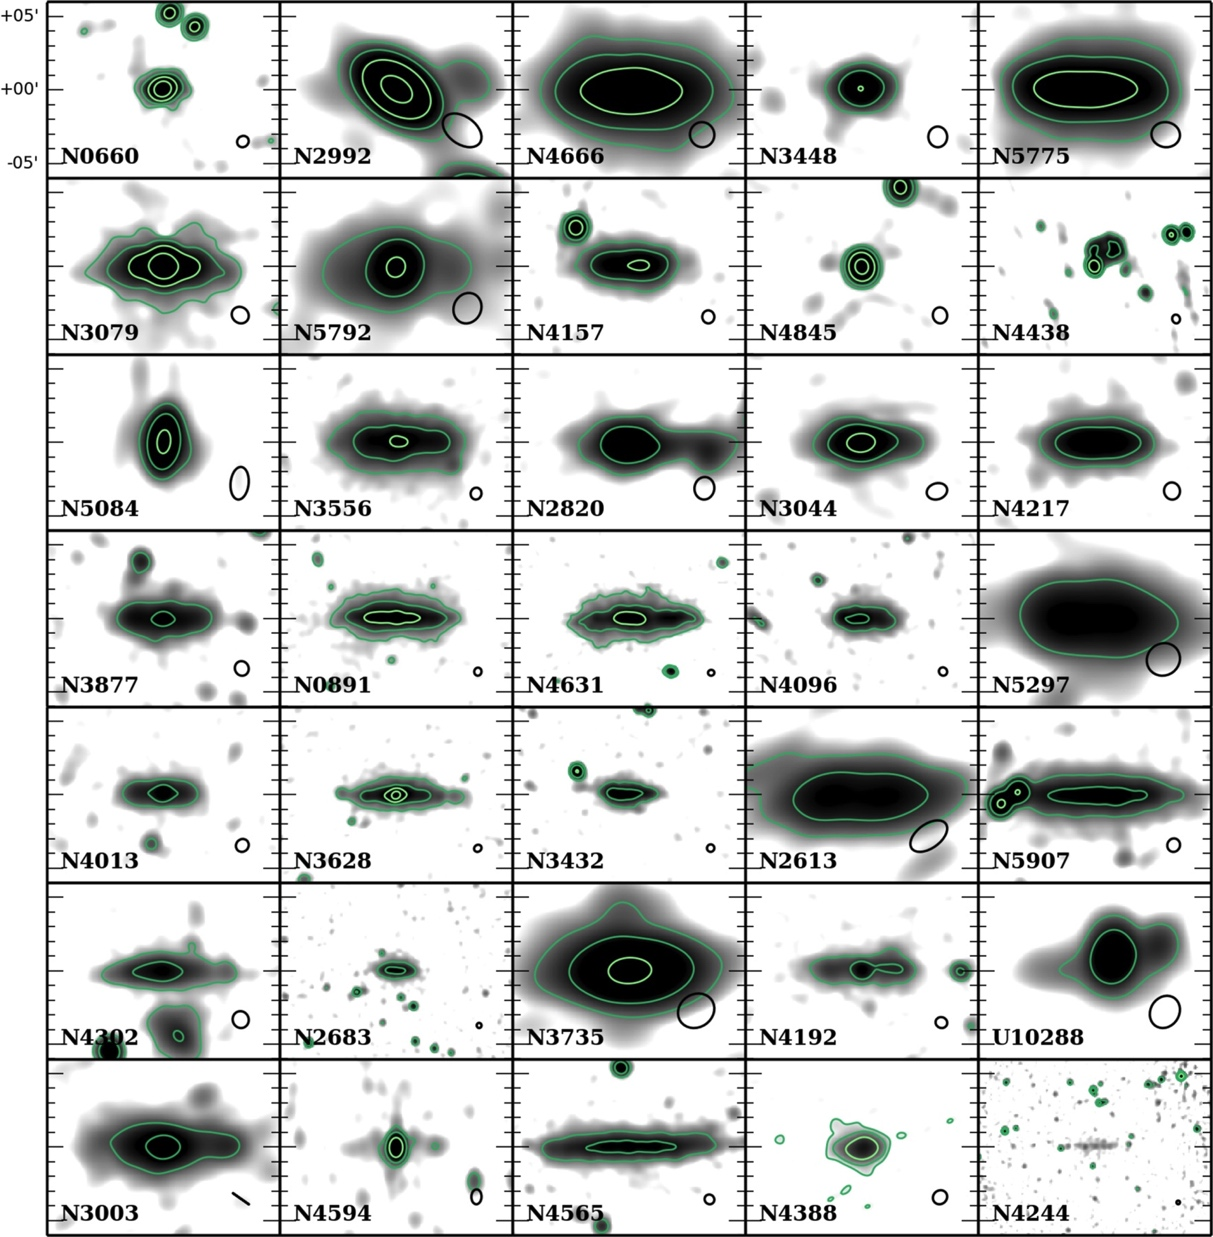 +05'
+00'
-05'
N0660 N2992 N4666 N3448 N5775
N3079 N5792 N4157 N4845 N4438
N5084 N3556 N2820 N3044 N4217
N3877 N0891 N4631 N4096 N5297
N4013 N3628 N3432 N2613 N5907
N4302 N2683 N3735 N4192 U10288
N3003 N4594 N4565 N4388 N4244